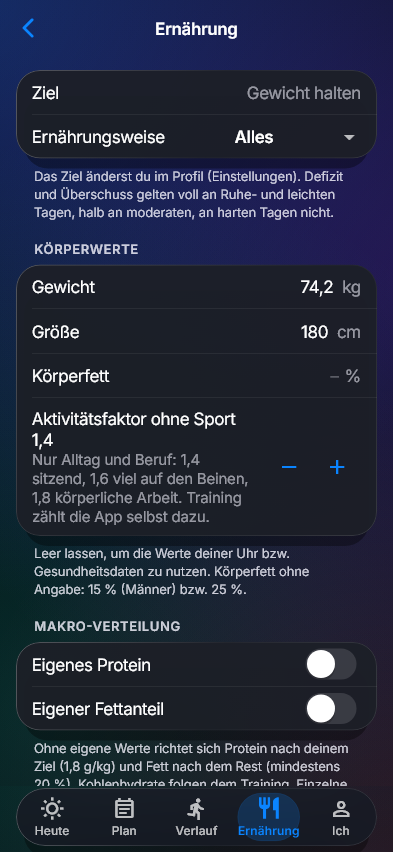 Ernährung
Ziel Gewicht halten
Ernährungsweise Alles
Das Ziel änderst du im Profil (Einstellungen). Defizit
und Überschuss gelten voll an Ruhe- und leichten
Tagen, halb an moderaten, an harten Tagen nicht.
KÖRPERWERTE
Gewicht 74,2 kg
Größe 180 cm
Körperfett – %
Aktivitätsfaktor ohne Sport
1,4
Nur Alltag und Beruf: 1,4
sitzend, 1,6 viel auf den Beinen,
1,8 körperliche Arbeit. Training
zählt die App selbst dazu.
Leer lassen, um die Werte deiner Uhr bzw.
Gesundheitsdaten zu nutzen. Körperfett ohne
Angabe: 15 % (Männer) bzw. 25 %.
MAKRO-VERTEILUNG
Eigenes Protein
Eigener Fettanteil
Ohne eigene Werte richtet sich Protein nach deinem
Ziel (1,8 g/kg) und Fett nach dem Rest (mindestens
20 %). Kohlenhydrate folgen dem Training. Einzelne
Heute Plan Verlauf Ernährung Ich